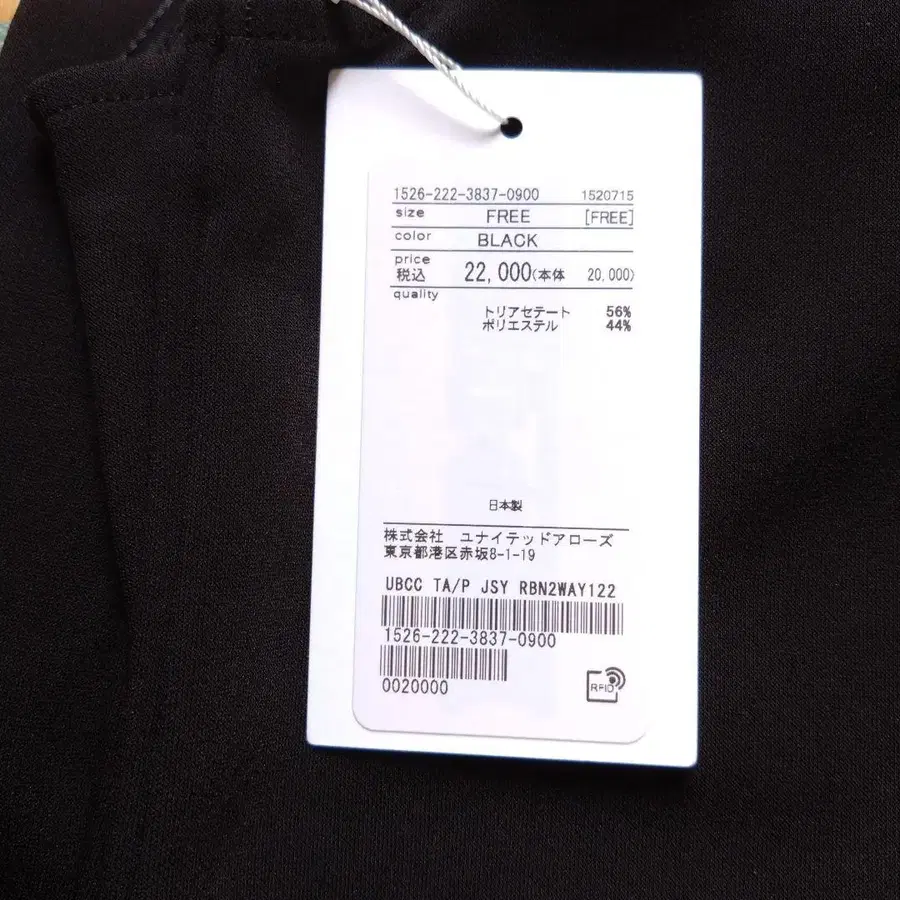 1526-222-3837-0900 1520715
size FREE [FREE]
color BLACK
price
税込 22,000(本体 20,000)
quality
トリアセテート 56%
ポリエステル 44%
日本製
株式会社 ユナイテッドアローズ
東京都港区赤坂8-1-19
UBCC TA/P JSY RBN2WAY122
1526-222-3837-0900
0020000
RFID